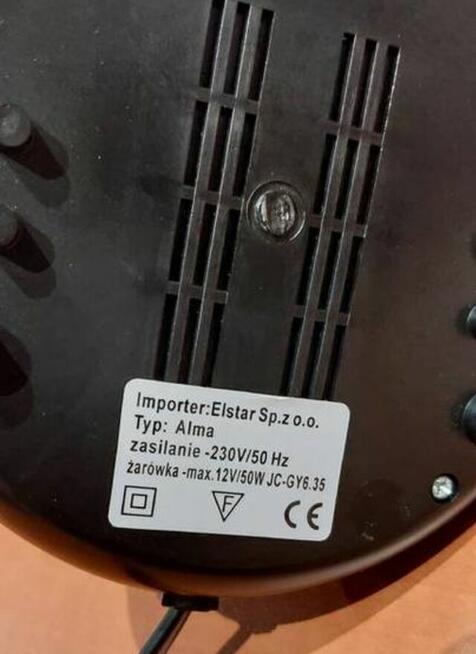 Importer:Elstar Sp.z o.o.
Typ: Alma
zasilanie -230V/50 Hz
żarówka -max.12V/50W JC-GY6.35
F CE